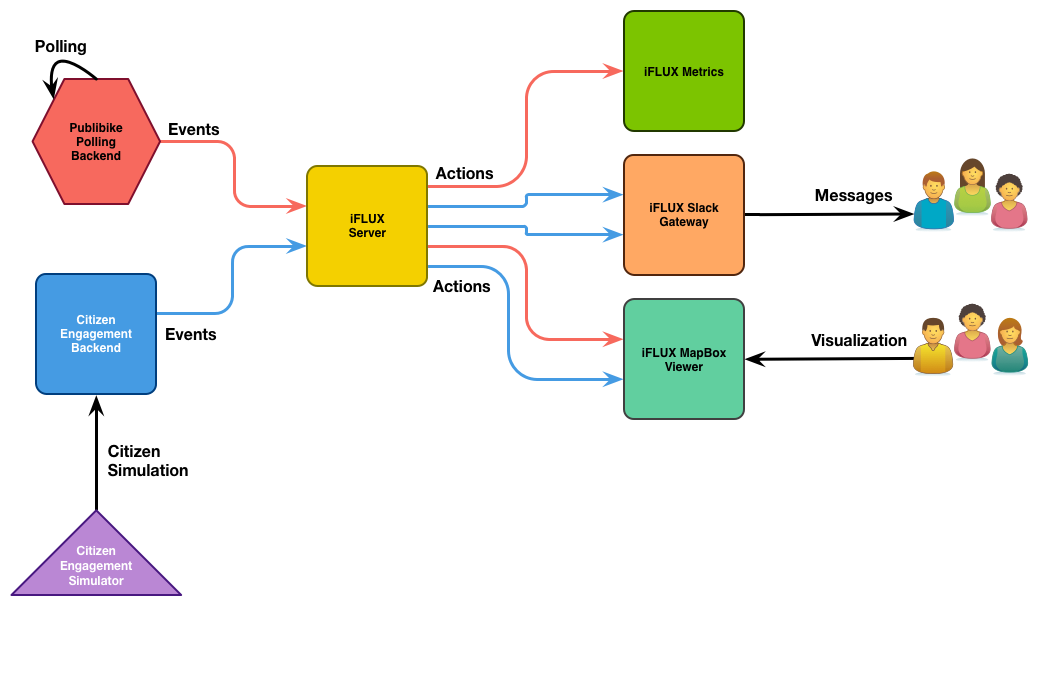 Polling
Publibike
Polling
Backend
Events
iFLUX
Server
Actions
iFLUX Metrics
iFLUX Slack
Gateway
Messages
Citizen
Engagement
Backend
Events
Actions
iFLUX MapBox
Viewer
Visualization
Citizen
Simulation
Citizen
Engagement
Simulator